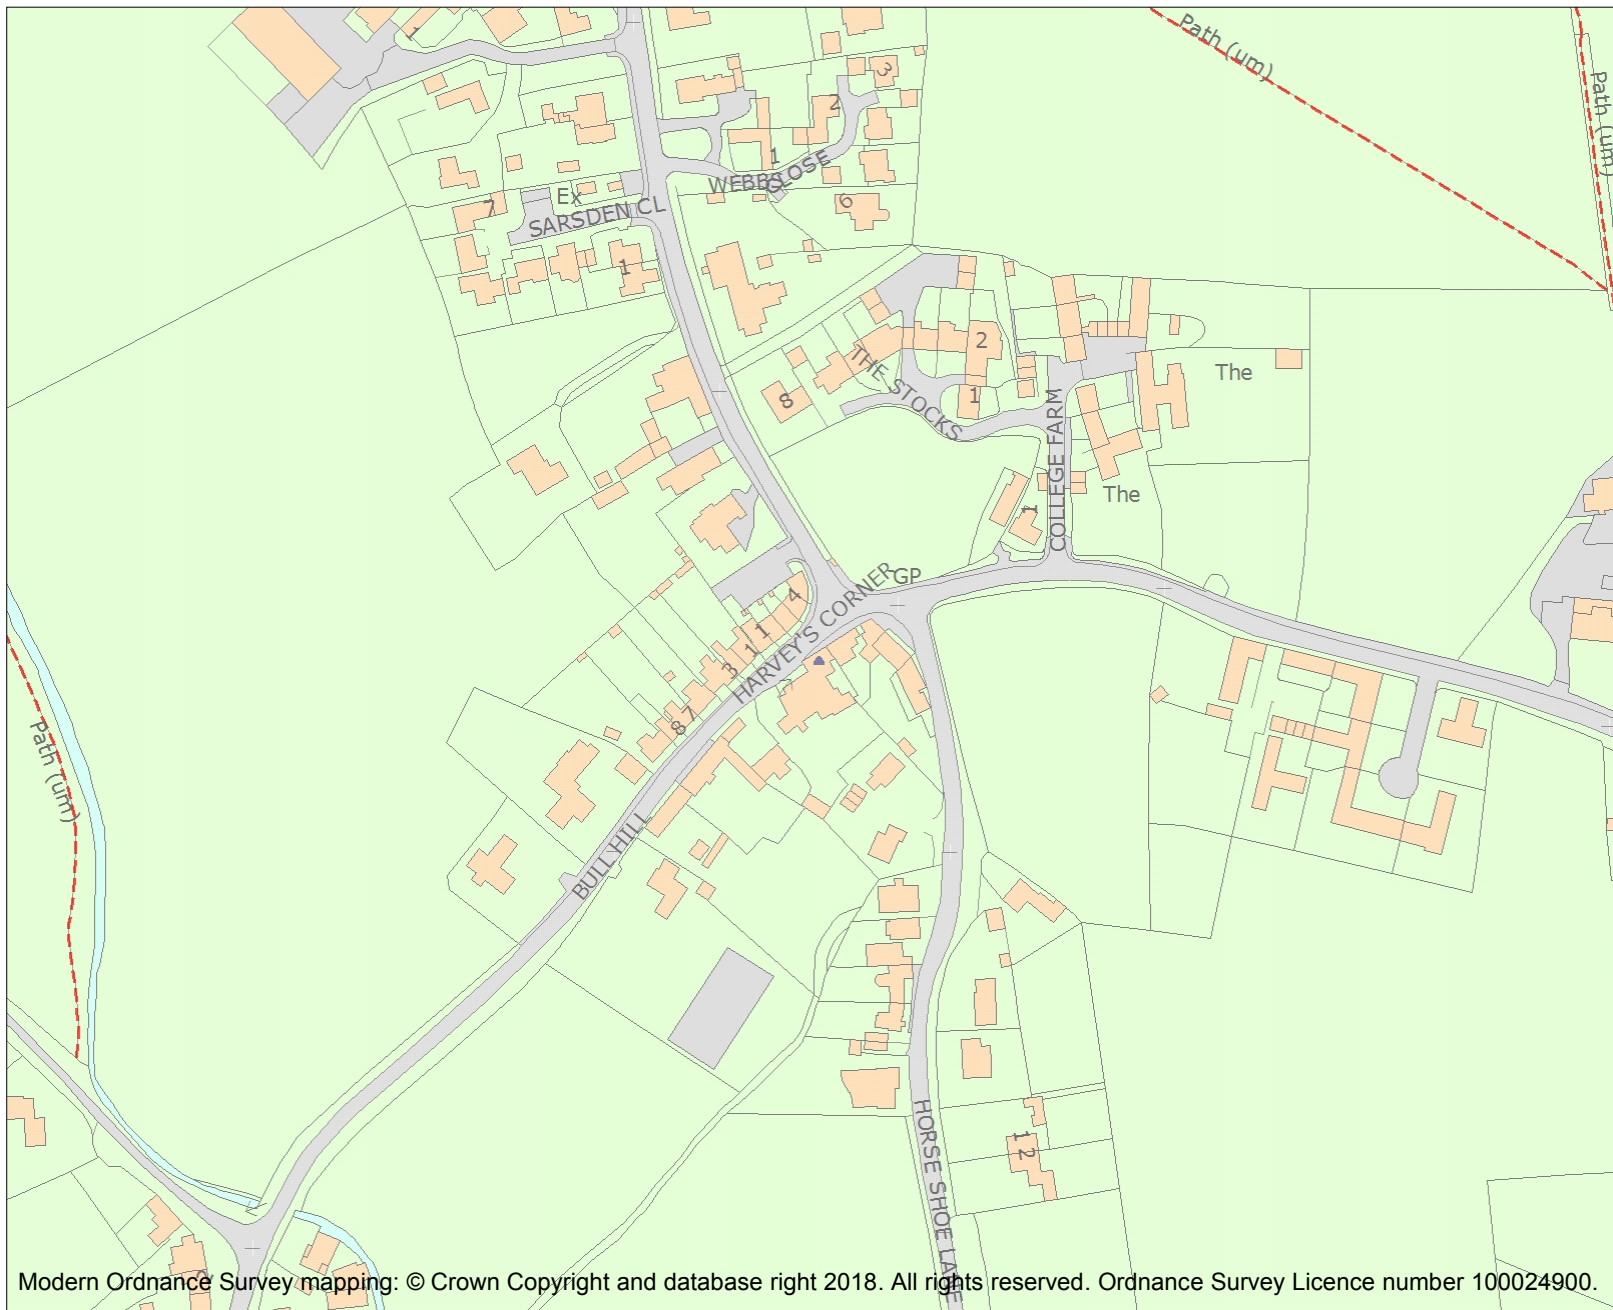 1
Path (um)
Path (um)
3
2
1
WEBBS CLOSE
Ex
7
SARSDEN CL
6
1
2
The
THE STOCKS
8
1
COLLEGE FARM
The
1
GP
HARVEY'S CORNER
4
1
1
3
7
8
Path (um)
BULL HILL
HORSE SHOE LANE
12
Modern Ordnance Survey mapping: © Crown Copyright and database right 2018. All rights reserved. Ordnance Survey Licence number 100024900.